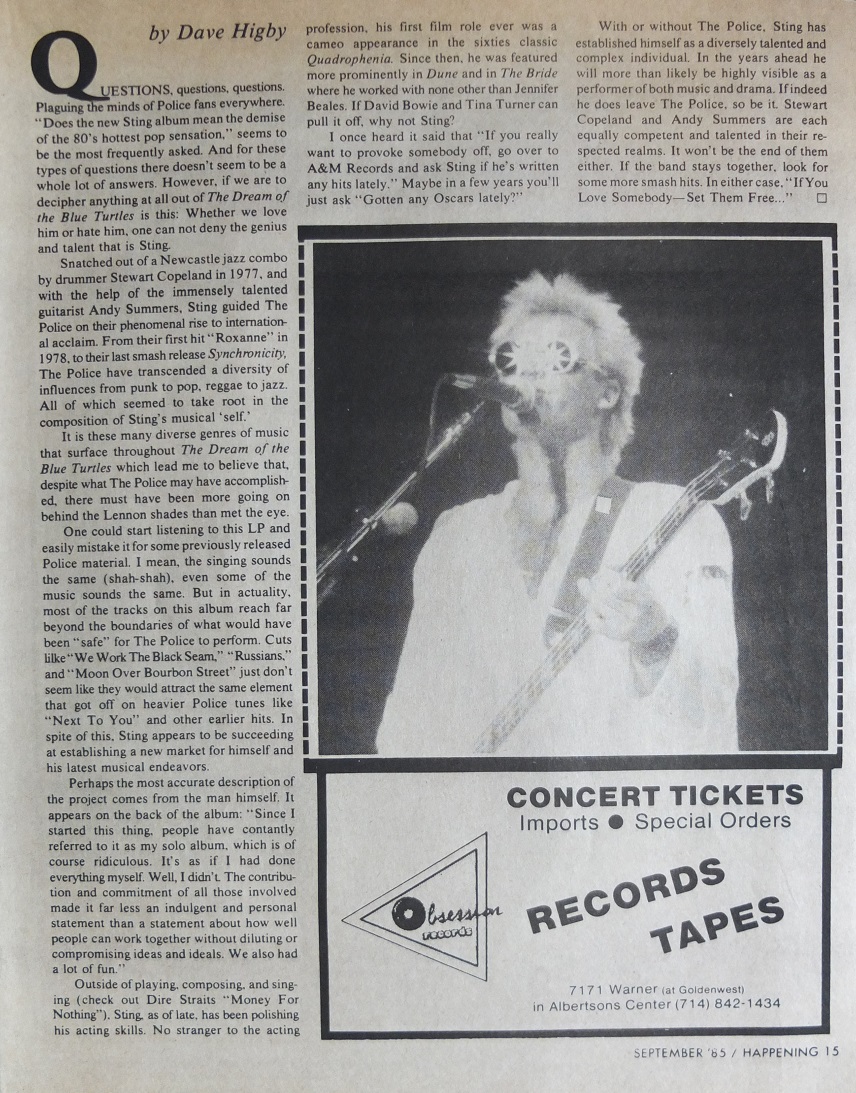 by Dave Higby
QUESTIONS, questions, questions.
Plaguing the minds of Police fans everywhere.
"Does the new Sting album mean the demise
of the 80's hottest pop sensation," seems to
be the most frequently asked. And for these
types of questions there doesn't seem to be a
whole lot of answers. However, if we are to
decipher anything at all out of The Dream of
the Blue Turtles is this: Whether we love
him or hate him, one can not deny the genius
and talent that is Sting.
Snatched out of a Newcastle jazz combo
by drummer Stewart Copeland in 1977, and
with the help of the immensely talented
guitarist Andy Summers, Sting guided The
Police on their phenomenal rise to internation-
al acclaim. From their first hit "Roxanne" in
1978, to their last smash release Synchronicity,
The Police have transcended a diversity of
influences from punk to pop, reggae to jazz.
All of which seemed to take root in the
composition of Sting's musical 'self.'
It is these many diverse genres of music
that surface throughout The Dream of the
Blue Turtles which lead me to believe that,
despite what The Police may have accomplish-
ed, there must have been more going on
behind the Lennon shades than met the eye.
One could start listening to this LP and
easily mistake it for some previously released
Police material. I mean, the singing sounds
the same (shah-shah), even some of the
music sounds the same. But in actuality,
most of the tracks on this album reach far
beyond the boundaries of what would have
been "safe" for The Police to perform. Cuts
lilke "We Work The Black Seam," "Russians,"
and "Moon Over Bourbon Street" just don't
seem like they would attract the same element
that got off on heavier Police tunes like
"Next To You" and other earlier hits. In
spite of this, Sting appears to be succeeding
at establishing a new market for himself and
his latest musical endeavors.
Perhaps the most accurate description of
the project comes from the man himself. It
appears on the back of the album: "Since I
started this thing, people have contantly
referred to it as my solo album, which is of
course ridiculous. It's as if I had done
everything myself. Well, I didn't. The contribu-
tion and commitment of all those involved
made it far less an indulgent and personal
statement than a statement about how well
people can work together without diluting or
compromising ideas and ideals. We also had
a lot of fun."
Outside of playing, composing, and sing-
ing (check out Dire Straits "Money For
Nothing"), Sting, as of late, has been polishing
his acting skills. No stranger to the acting
profession, his first film role ever was a
cameo appearance in the sixties classic
Quadrophenia. Since then, he was featured
more prominently in Dune and in The Bride
where he worked with none other than Jennifer
Beales. If David Bowie and Tina Turner can
pull it off, why not Sting?
I once heard it said that "If you really
want to provoke somebody off, go over to
A&M Records and ask Sting if he's written
any hits lately." Maybe in a few years you'll
just ask "Gotten any Oscars lately?"
With or without The Police, Sting has
established himself as a diversely talented and
complex individual. In the years ahead he
will more than likely be highly visible as a
performer of both music and drama. If indeed
he does leave The Police, so be it. Stewart
Copeland and Andy Summers are each
equally competent and talented in their re-
spected realms. It won't be the end of them
either. If the band stays together, look for
some more smash hits. In either case, "If You
Love Somebody—Set Them Free..." □
CONCERT TICKETS
Imports ● Special Orders
Obsession
records
RECORDS
TAPES
7171 Warner (at Goldenwest)
in Albertsons Center (714) 842-1434
SEPTEMBER '85 / HAPPENING 15